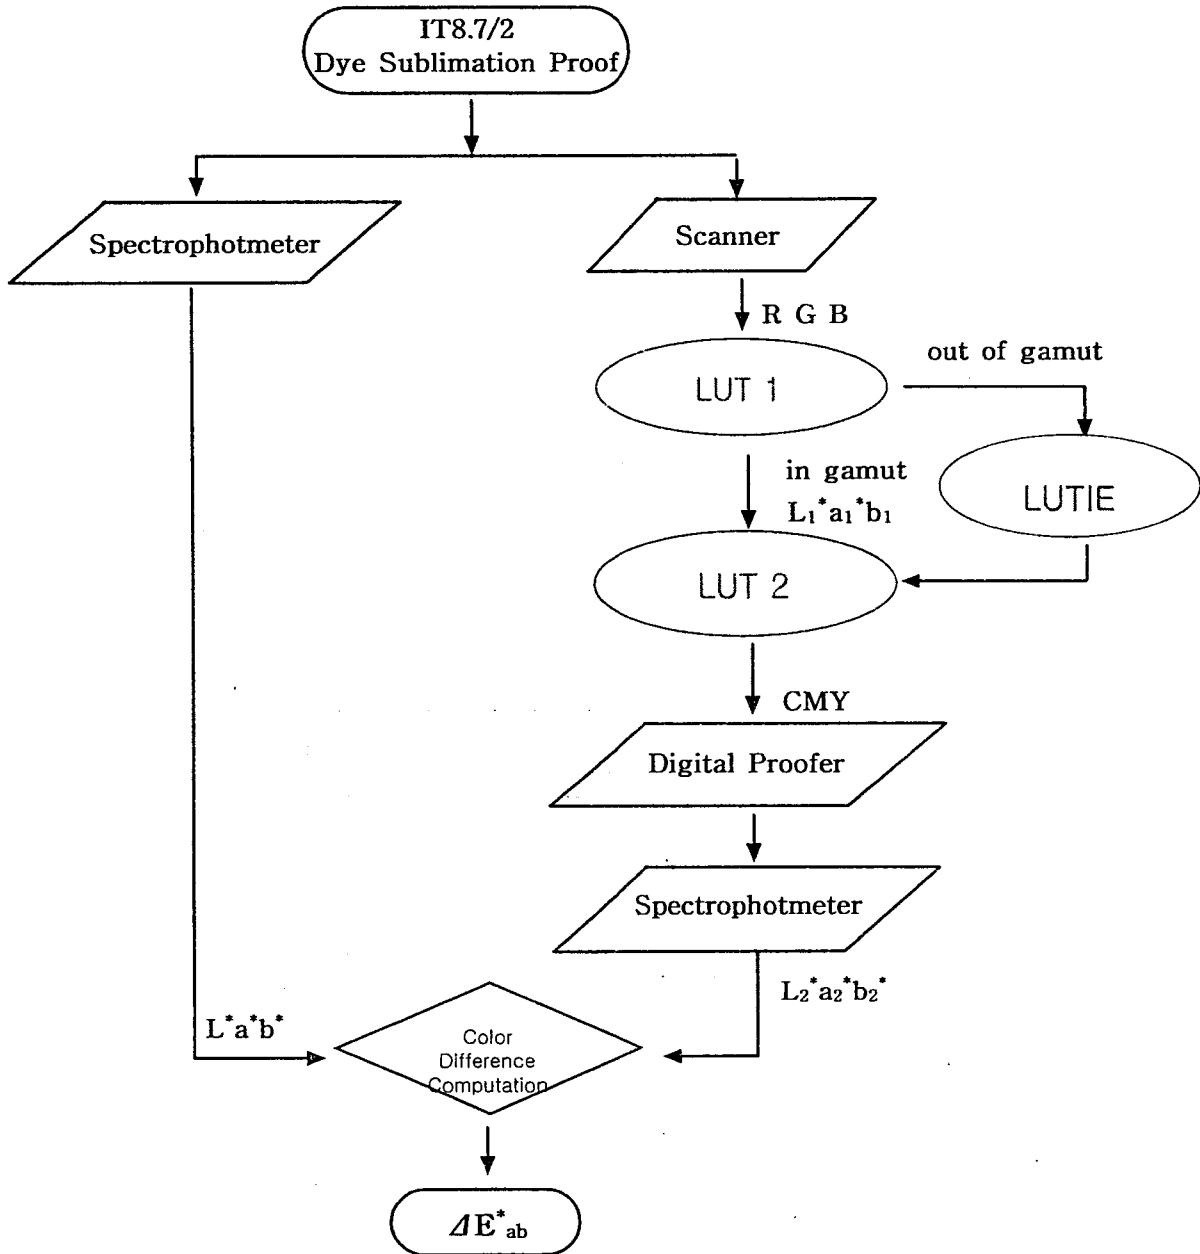 IT8.7/2
Dye Sublimation Proof
Spectrophotmeter
Scanner
R G B
out of gamut
LUT 1
in gamut
L₁*a₁*b₁
LUTIE
LUT 2
CMY
Digital Proofer
Spectrophotmeter
L₂*a₂*b₂*
L*a*b*
Color
Difference
Computation
ΔE*ab